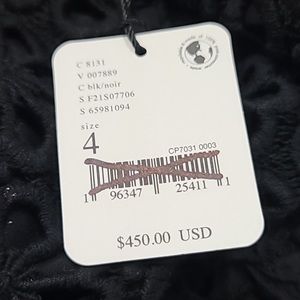 C 8131
V 007889
C blk/noir
S F21S07706
S 65981094
size
4
CP7031 0003
1 96347 25411 1
$450.00 USD